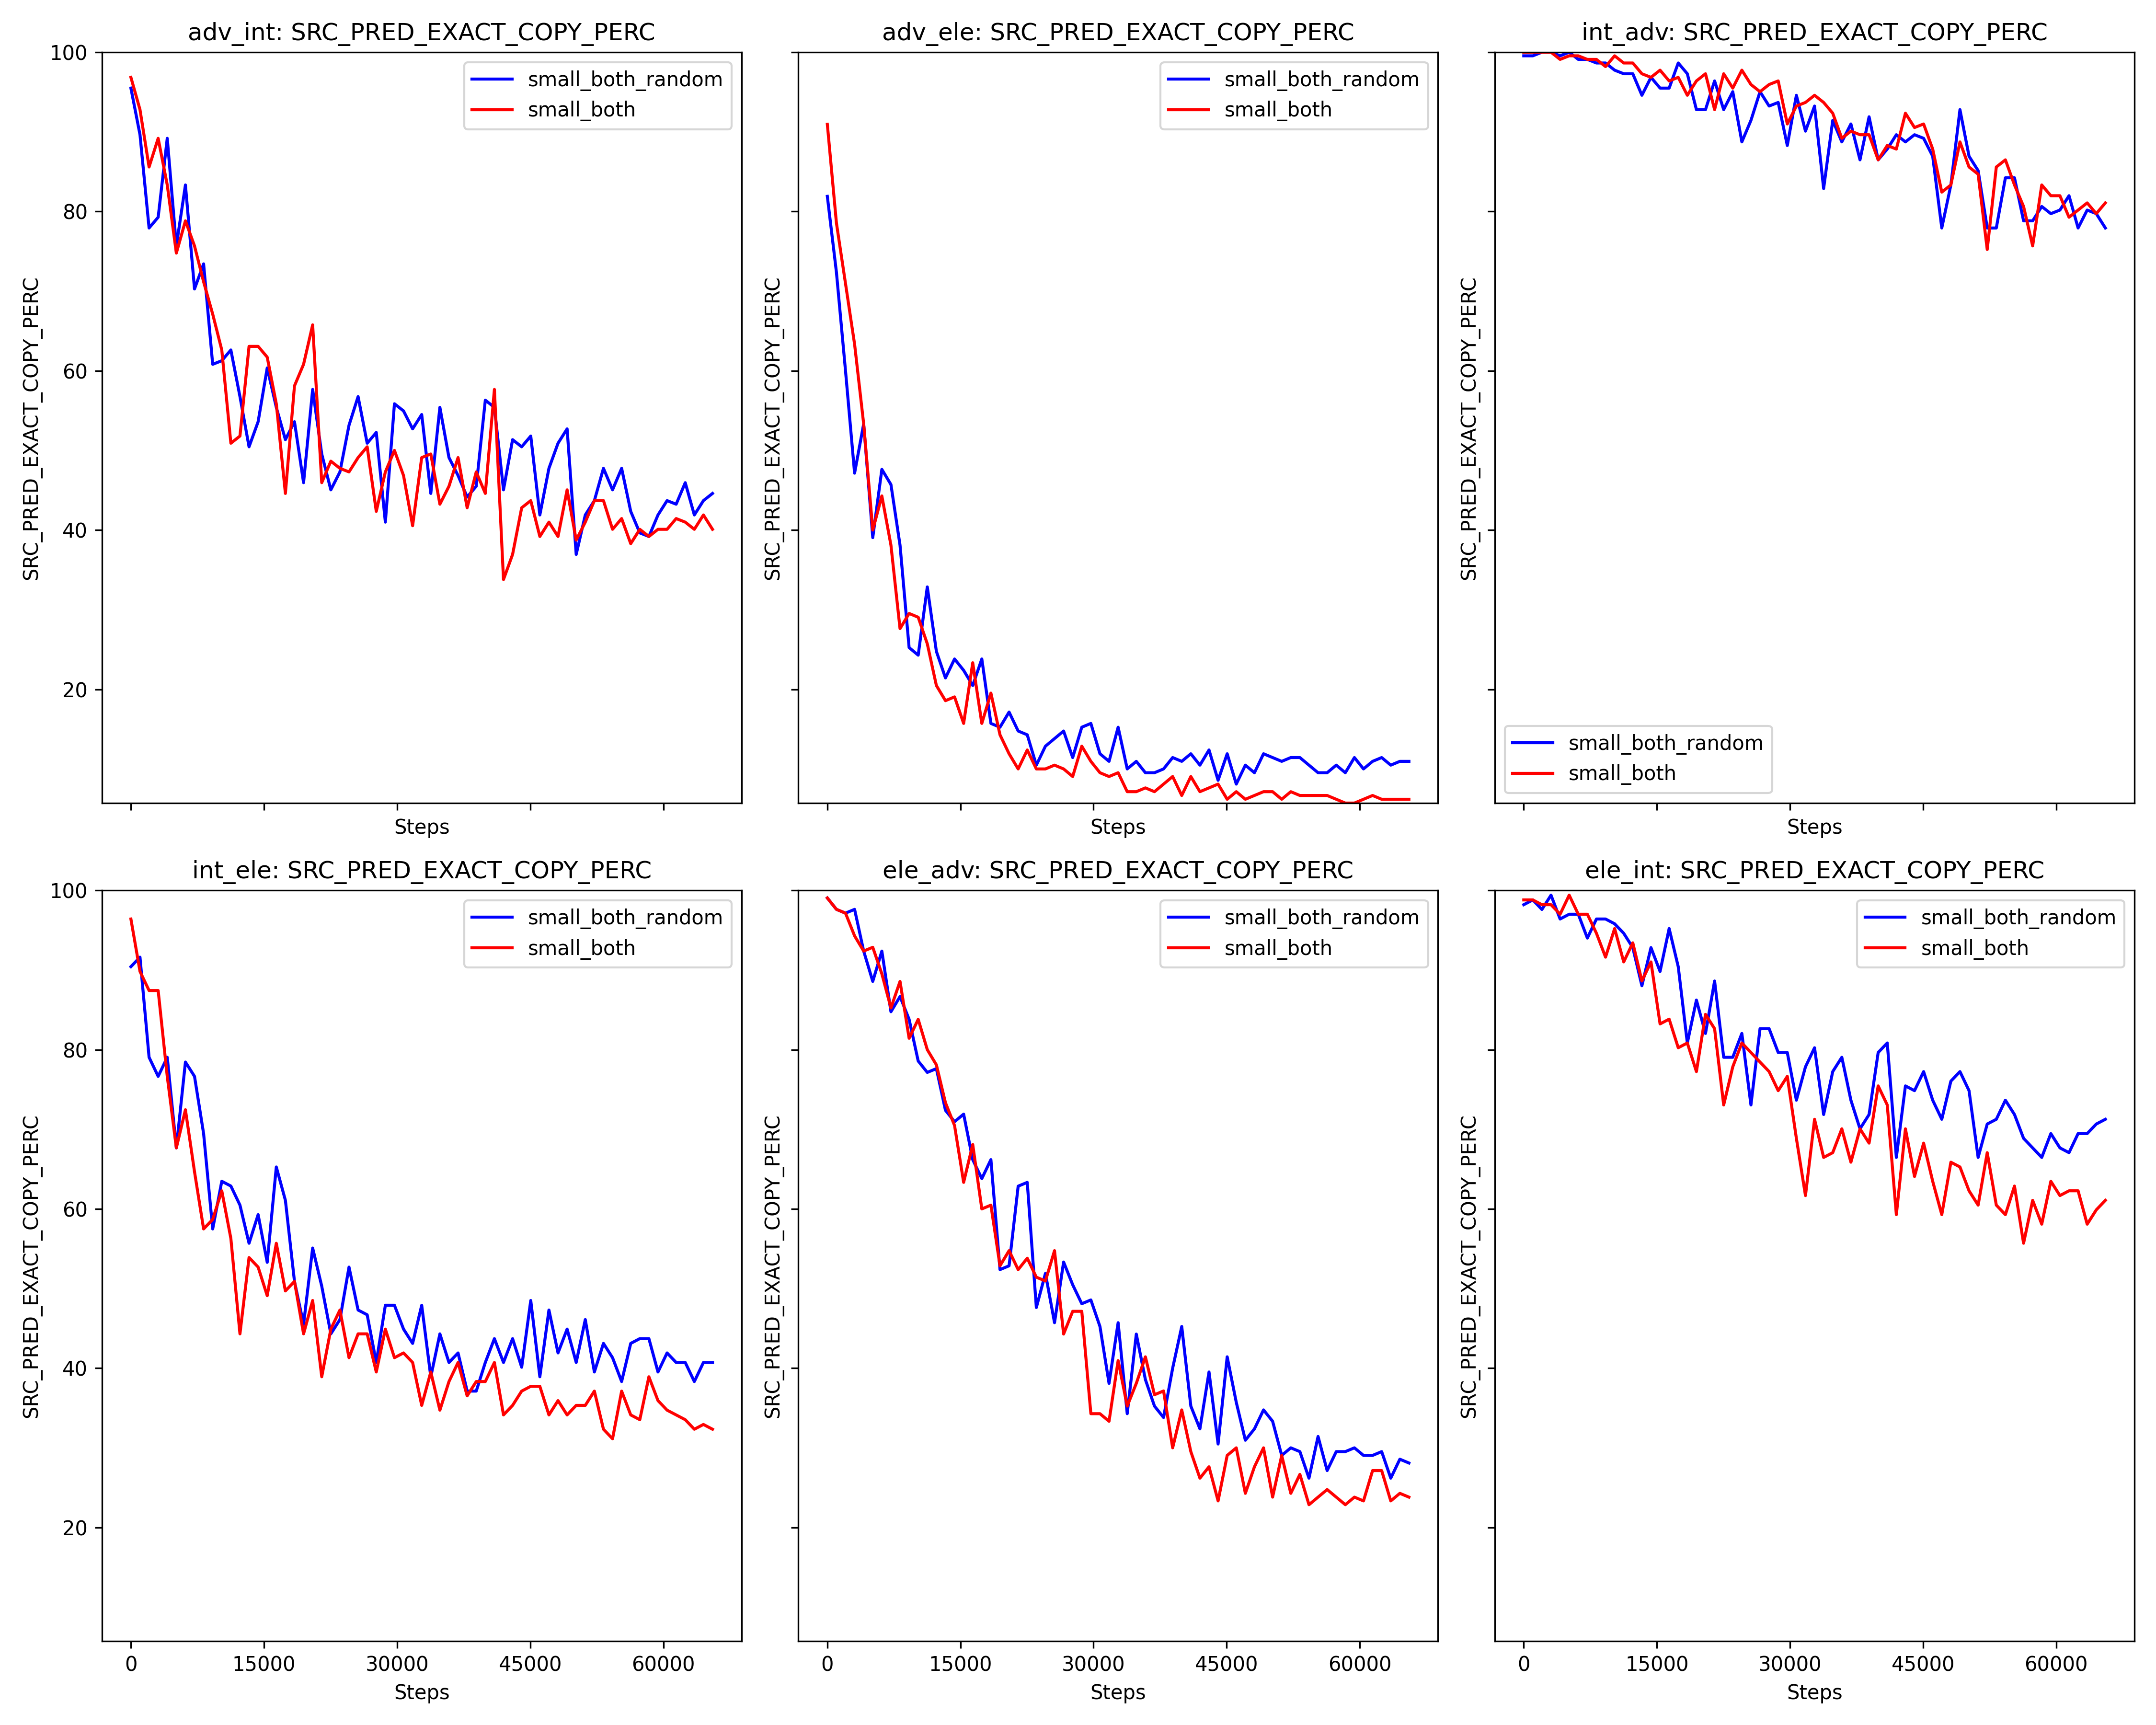 adv_int: SRC_PRED_EXACT_COPY_PERC
SRC_PRED_EXACT_COPY_PERC
100
80
60
40
20
small_both_random
small_both
Steps
adv_ele: SRC_PRED_EXACT_COPY_PERC
SRC_PRED_EXACT_COPY_PERC
small_both_random
small_both
Steps
int_adv: SRC_PRED_EXACT_COPY_PERC
SRC_PRED_EXACT_COPY_PERC
small_both_random
small_both
Steps
int_ele: SRC_PRED_EXACT_COPY_PERC
SRC_PRED_EXACT_COPY_PERC
100
80
60
40
20
small_both_random
small_both
0 15000 30000 45000 60000
Steps
ele_adv: SRC_PRED_EXACT_COPY_PERC
SRC_PRED_EXACT_COPY_PERC
small_both_random
small_both
0 15000 30000 45000 60000
Steps
ele_int: SRC_PRED_EXACT_COPY_PERC
SRC_PRED_EXACT_COPY_PERC
small_both_random
small_both
0 15000 30000 45000 60000
Steps